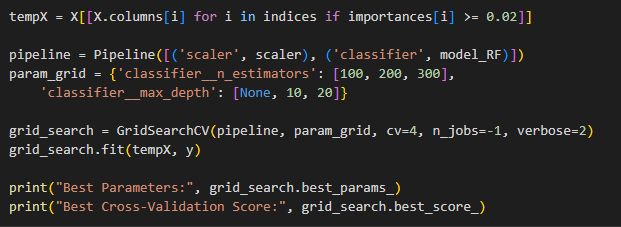 tempX = X[[X.columns[i] for i in indices if importances[i] >= 0.02]]
pipeline = Pipeline([('scaler', scaler), ('classifier', model_RF)])
param_grid = {'classifier__n_estimators': [100, 200, 300],
    'classifier__max_depth': [None, 10, 20]}
grid_search = GridSearchCV(pipeline, param_grid, cv=4, n_jobs=-1, verbose=2)
grid_search.fit(tempX, y)
print("Best Parameters:", grid_search.best_params_)
print("Best Cross-Validation Score:", grid_search.best_score_)